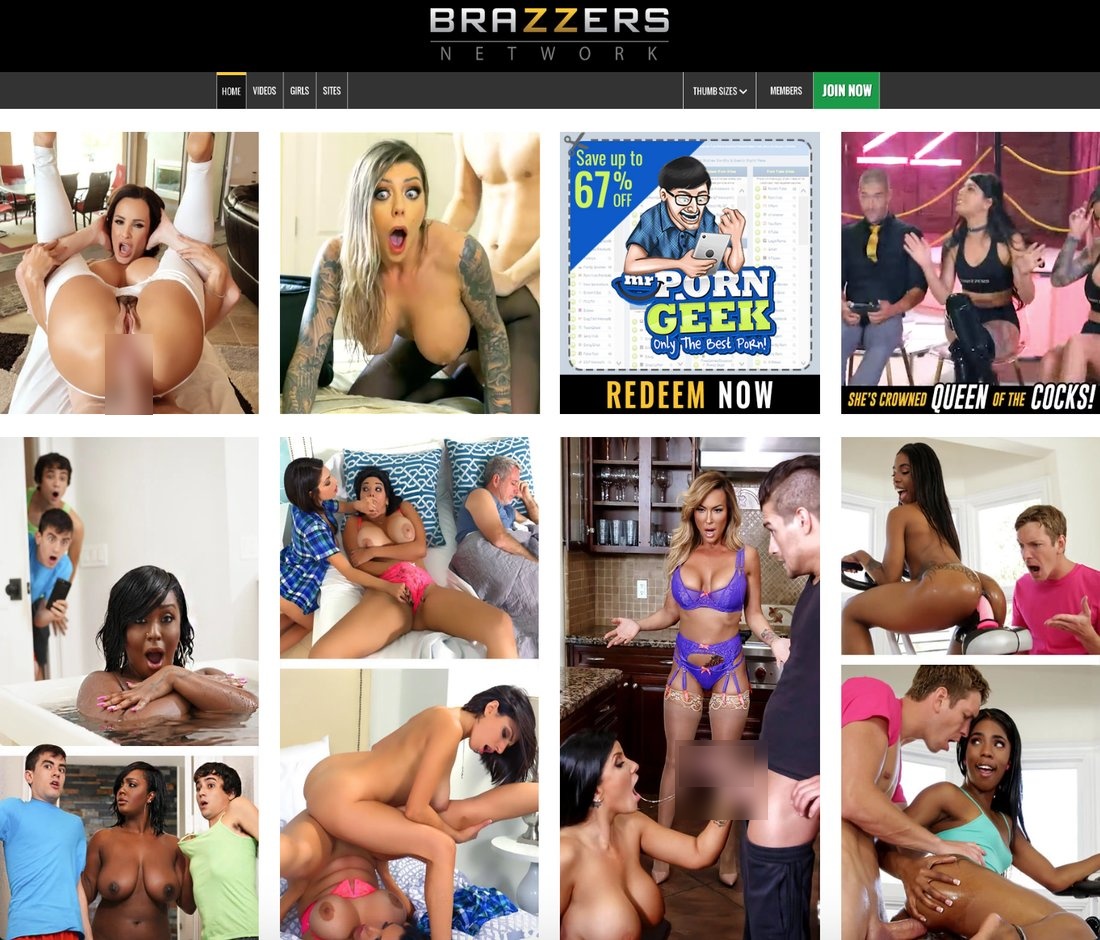 BRAZZERS
NETWORK
HOME VIDEOS GIRLS SITES THUMB SIZES MEMBERS JOIN NOW
Save up to
67%
OFF
mr PORN
GEEK
Only The Best Porn!
REDEEM NOW
SHE'S CROWNED QUEEN OF THE COCKS!